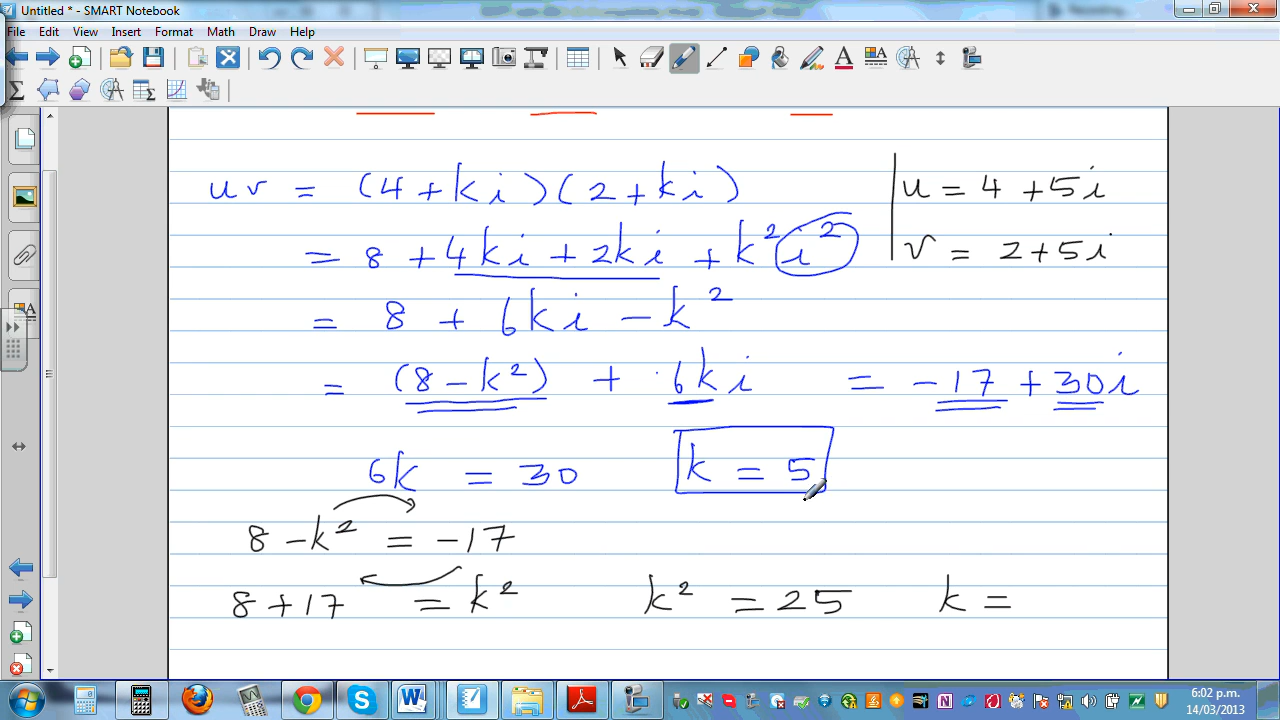 Untitled * - SMART Notebook
File Edit View Insert Format Math Draw Help
uv = (4 + ki)(2 + ki)
u = 4 + 5i
= 8 + 4ki + 2ki + k² i²
v = 2 + 5i
= 8 + 6ki - k²
= (8 - k²) + 6ki = -17 + 30i
6k = 30 k = 5
8 - k² = -17
8 + 17 = k² k² = 25 k =
6:02 p.m.
14/03/2013